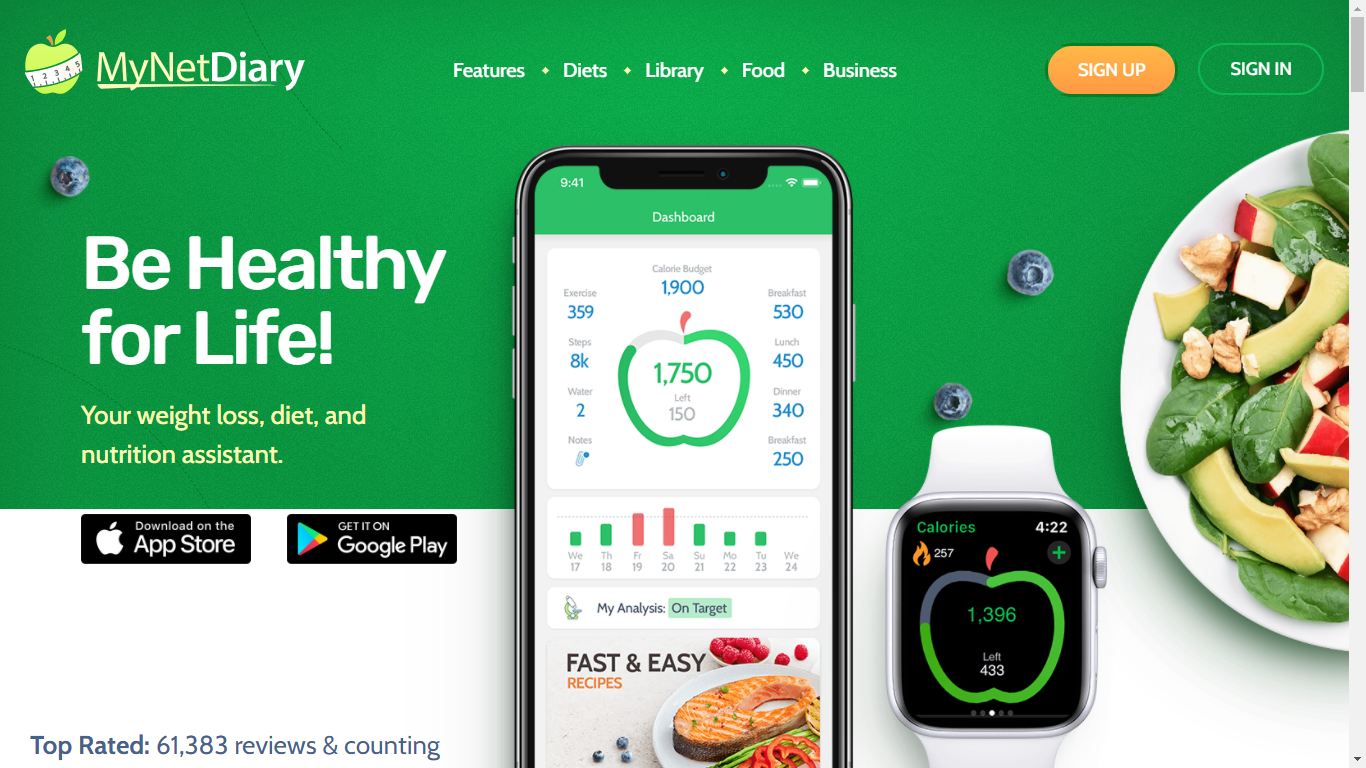 MyNetDiary
1 2 3 4 5
Features
Diets
Library
Food
Business
SIGN UP
SIGN IN
Be Healthy
for Life!
Your weight loss, diet, and
nutrition assistant.
Download on the
App Store
GET IT ON
Google Play
Top Rated: 61,383 reviews & counting
9:41
Dashboard
Calorie Budget
1,900
Exercise
359
Steps
8k
Water
2
Notes
1,750
Left
150
Breakfast
530
Lunch
450
Dinner
340
Breakfast
250
We Th Fr Sa Su Mo Tu We
17 18 19 20 21 22 23 24
My Analysis: On Target
FAST & EASY
RECIPES
Calories 4:22
257
1,396
Left
433